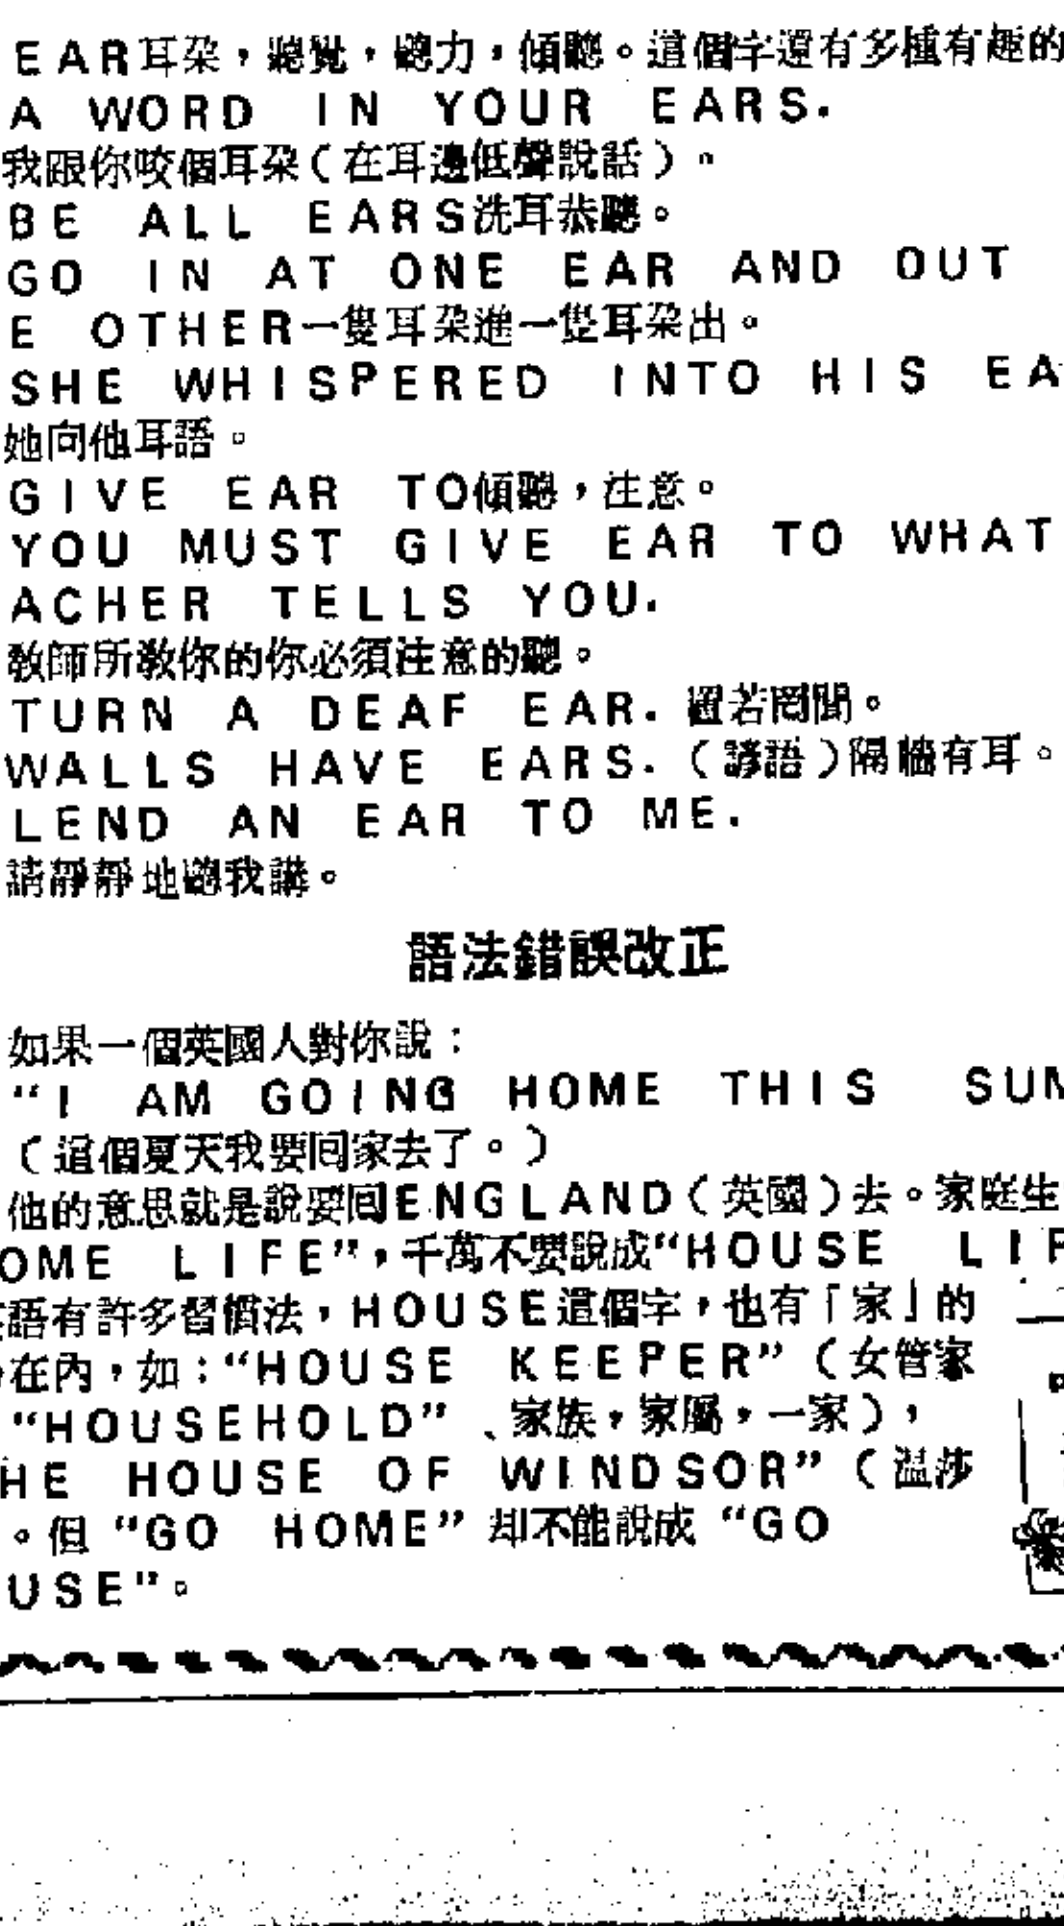 EAR耳朶，聽覺，聽力，傾聽。這個字還有多種有趣的
A WORD IN YOUR EARS.
我跟你咬個耳朶（在耳邊低聲說話）。
BE ALL EARS洗耳恭聽。
GO IN AT ONE EAR AND OUT
E OTHER一隻耳朶進一隻耳朶出。
SHE WHISPERED INTO HIS EA
她向他耳語。
GIVE EAR TO傾聽，注意。
YOU MUST GIVE EAR TO WHAT
ACHER TELLS YOU.
教師所教你的你必須注意的聽。
TURN A DEAF EAR. 置若罔聞。
WALLS HAVE EARS.（諺語）隔牆有耳。
LEND AN EAR TO ME.
請靜靜地聽我講。
語法錯誤改正
如果一個英國人對你說：
“I AM GOING HOME THIS SUM
（這個夏天我要囘家去了。）
他的意思就是說要囘ENGLAND（英國）去。家庭生
OME LIFE”，千萬不要說成“HOUSE LIF
語有許多習慣法，HOUSE這個字，也有「家」的
在內，如：“HOUSE KEEPER”（女管家
“HOUSEHOLD” 家族，家屬，一家），
HE HOUSE OF WINDSOR”（温莎
。但 “GO HOME” 却不能說成 “GO
USE”。